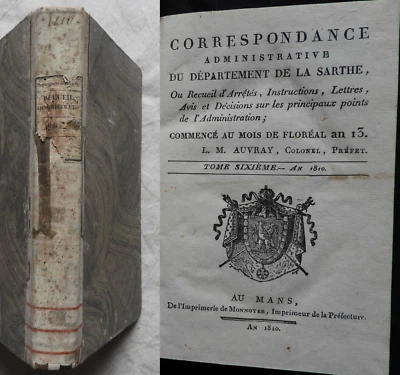 1810.
RECUEIL
CORRESPONDANCE
ADMINISTRATIVE
DU DÉPARTEMENT DE LA SARTHE,
Ou Recueil d'Arrêtés, Instructions, Lettres,
Avis et Décisions sur les principaux points
de l'Administration;
COMMENCÉ AU MOIS DE FLORÉAL an 13.
L. M. AUVRAY, COLONEL, PRÉFET.
TOME SIXIÈME.— AN 1810.
AU MANS,
De l'Imprimerie de MONNOYER, Imprimeur de la Préfecture.
AN 1810.